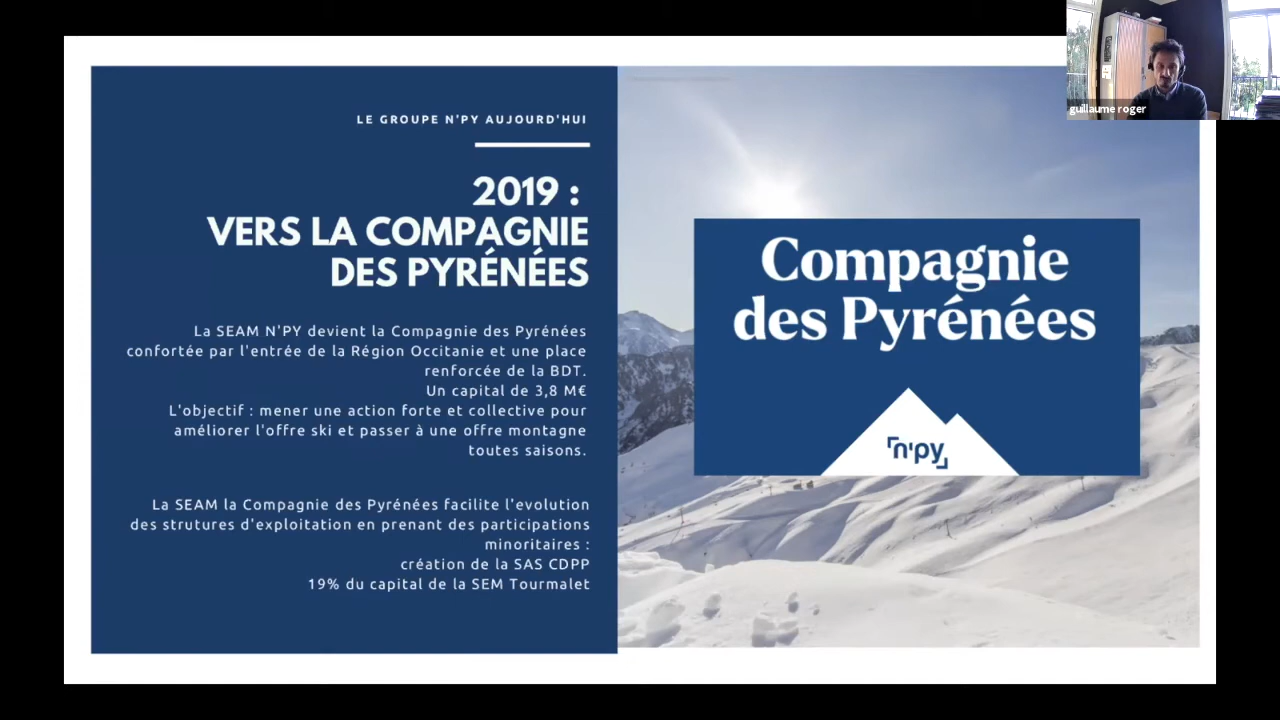 LE GROUPE N'PY AUJOURD'HUI
2019 :
VERS LA COMPAGNIE
DES PYRÉNÉES
La SEAM N'PY devient la Compagnie des Pyrénées
confortée par l'entrée de la Région Occitanie et une place
renforcée de la BDT.
Un capital de 3,8 M€
L'objectif : mener une action forte et collective pour
améliorer l'offre ski et passer à une offre montagne
toutes saisons.
La SEAM la Compagnie des Pyrénées facilite l'evolution
des strutures d'exploitation en prenant des participations
minoritaires :
création de la SAS CDPP
19% du capital de la SEM Tourmalet
Compagnie
des Pyrénées
n'py
guillaume roger